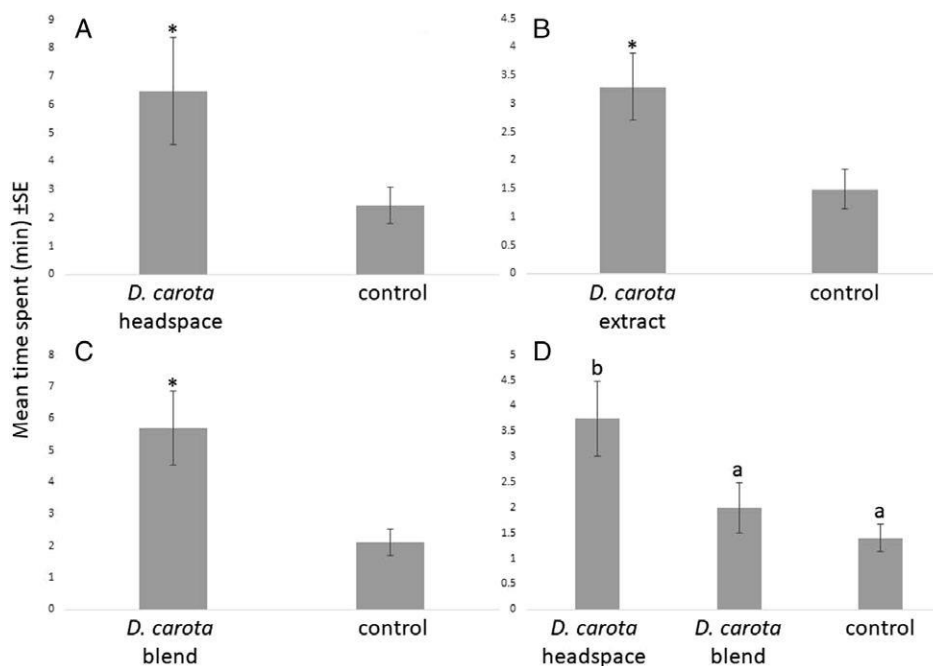 Mean time spent (min) ±SE
A
9
8
7
6
5
4
3
2
1
0
*
D. carota
headspace
control
B
4.5
4
3.5
3
2.5
2
1.5
1
0.5
0
*
D. carota
extract
control
C
8
7
6
5
4
3
2
1
0
*
D. carota
blend
control
D
5
4.5
4
3.5
3
2.5
2
1.5
1
0.5
0
b
a
a
D. carota
headspace
D. carota
blend
control